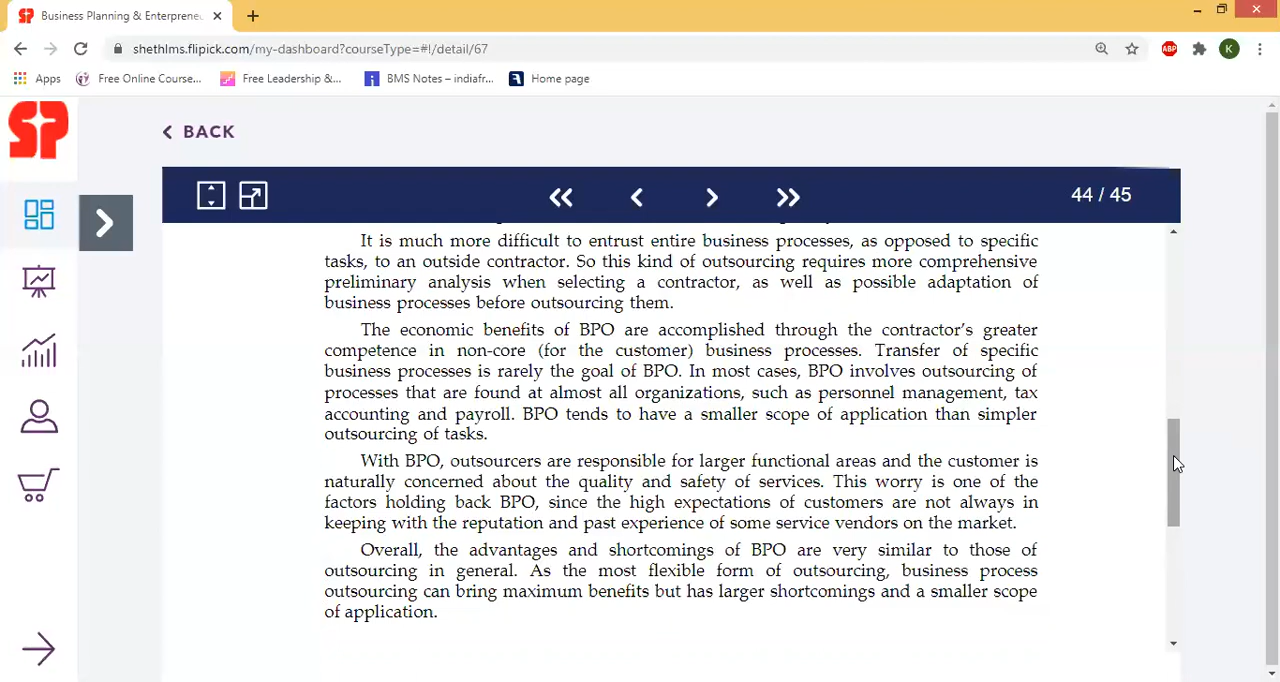 Business Planning & Enterprene
shethlms.flipick.com/my-dashboard?courseType=#!/detail/67
ABP
K
Apps
Free Online Course...
Free Leadership &...
BMS Notes – indiafr...
Home page
SP
BACK
44 / 45
It is much more difficult to entrust entire business processes, as opposed to specific
tasks, to an outside contractor. So this kind of outsourcing requires more comprehensive
preliminary analysis when selecting a contractor, as well as possible adaptation of
business processes before outsourcing them.
The economic benefits of BPO are accomplished through the contractor's greater
competence in non-core (for the customer) business processes. Transfer of specific
business processes is rarely the goal of BPO. In most cases, BPO involves outsourcing of
processes that are found at almost all organizations, such as personnel management, tax
accounting and payroll. BPO tends to have a smaller scope of application than simpler
outsourcing of tasks.
With BPO, outsourcers are responsible for larger functional areas and the customer is
naturally concerned about the quality and safety of services. This worry is one of the
factors holding back BPO, since the high expectations of customers are not always in
keeping with the reputation and past experience of some service vendors on the market.
Overall, the advantages and shortcomings of BPO are very similar to those of
outsourcing in general. As the most flexible form of outsourcing, business process
outsourcing can bring maximum benefits but has larger shortcomings and a smaller scope
of application.